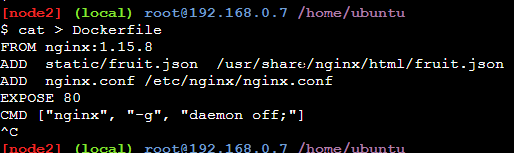 [node2] (local) root@192.168.0.7 /home/ubuntu
$ cat > Dockerfile
FROM nginx:1.15.8
ADD  static/fruit.json  /usr/share/nginx/html/fruit.json
ADD  nginx.conf /etc/nginx/nginx.conf
EXPOSE 80
CMD ["nginx", "-g", "daemon off;"]
^C
[node2] (local) root@192.168.0.7 /home/ubuntu